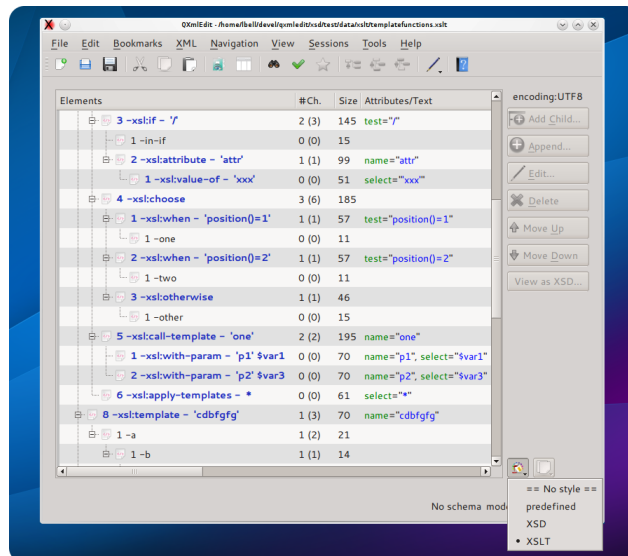 QXmlEdit - /home/lbell/devel/qxmledit/xsd/test/data/xslt/templatefunctions.xslt
File Edit Bookmarks XML Navigation View Sessions Tools Help
Elements #Ch. Size Attributes/Text
3 ~xsl:if ~ '/' 2 (3) 145 test="/"
1 ~in-if 0 (0) 15
2 ~xsl:attribute ~ 'attr' 1 (1) 99 name="attr"
1 ~xsl:value-of ~ 'xxx' 0 (0) 51 select="'xxx'"
4 ~xsl:choose 3 (6) 185
1 ~xsl:when ~ 'position()=1' 1 (1) 57 test="position()=1"
1 ~one 0 (0) 11
2 ~xsl:when ~ 'position()=2' 1 (1) 57 test="position()=2"
1 ~two 0 (0) 11
3 ~xsl:otherwise 1 (1) 46
1 ~other 0 (0) 15
5 ~xsl:call-template ~ 'one' 2 (2) 195 name="one"
1 ~xsl:with-param ~ 'p1' $var1 0 (0) 70 name="p1", select="$var1"
2 ~xsl:with-param ~ 'p2' $var3 0 (0) 70 name="p2", select="$var3"
6 ~xsl:apply-templates ~ * 0 (0) 61 select="*"
8 ~xsl:template ~ 'cdbfgfg' 1 (3) 70 name="cdbfgfg"
1 ~a 1 (2) 21
1 ~b 1 (1) 14
encoding:UTF8
Add Child...
Append...
Edit...
Delete
Move Up
Move Down
View as XSD...
No schema mod
== No style ==
predefined
XSD
• XSLT